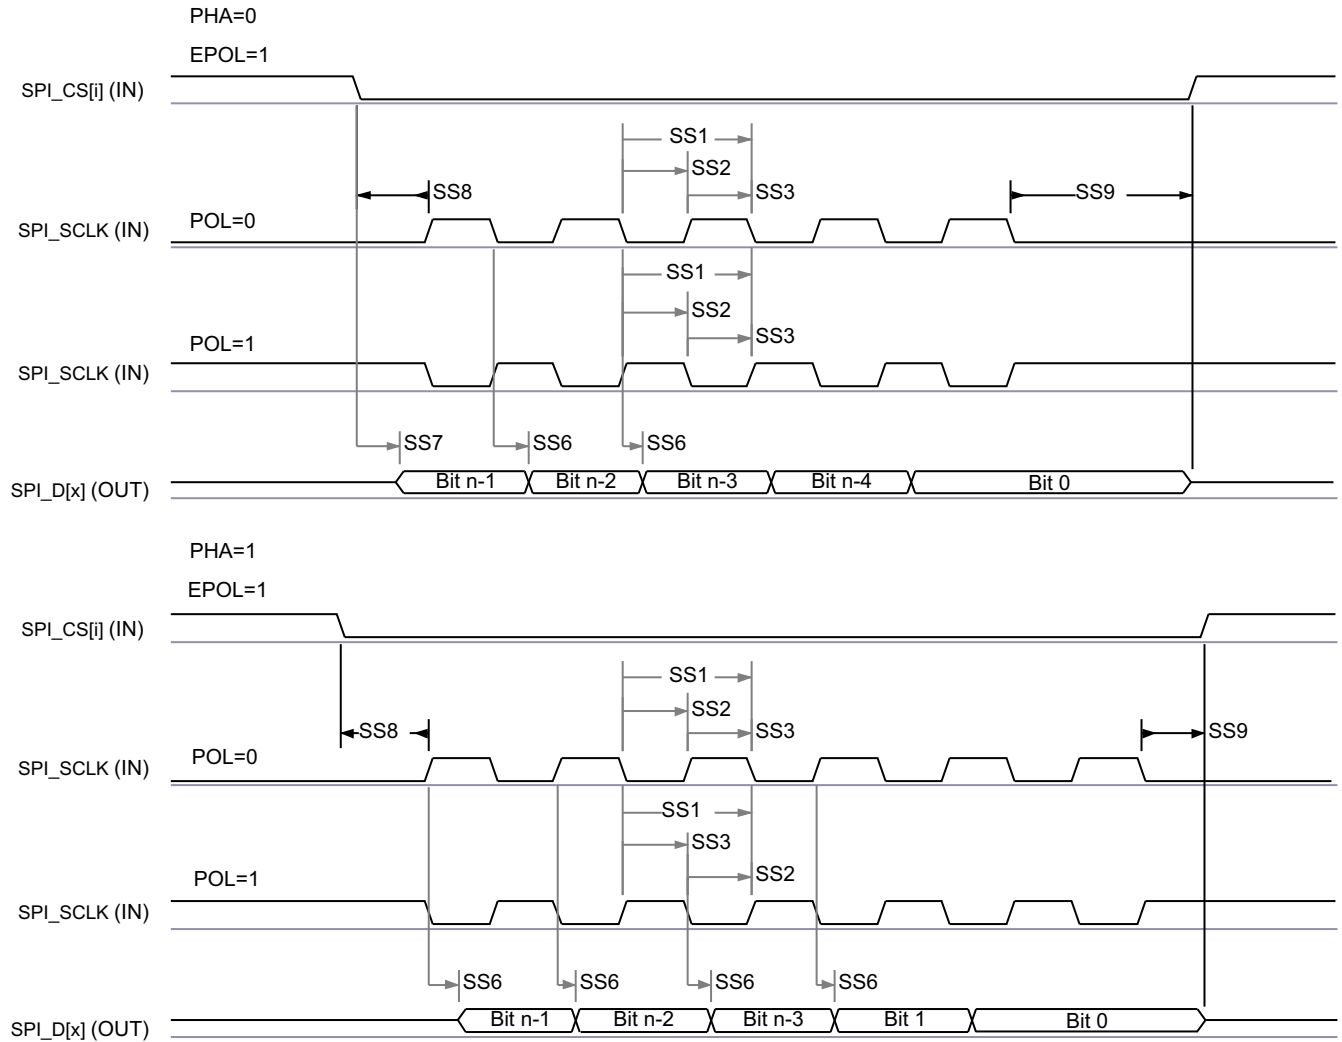 PHA=0
EPOL=1
SPI_CS[i] (IN)
SS1
SS2
SS8
SS3
SS9
POL=0
SPI_SCLK (IN)
SS1
SS2
SS3
POL=1
SPI_SCLK (IN)
SS7
SS6
SS6
SPI_D[x] (OUT)
Bit n-1
Bit n-2
Bit n-3
Bit n-4
Bit 0
PHA=1
EPOL=1
SPI_CS[i] (IN)
SS1
SS2
SS8
SS3
SS9
POL=0
SPI_SCLK (IN)
SS1
SS3
SS2
POL=1
SPI_SCLK (IN)
SS6
SS6
SS6
SS6
SPI_D[x] (OUT)
Bit n-1
Bit n-2
Bit n-3
Bit 1
Bit 0